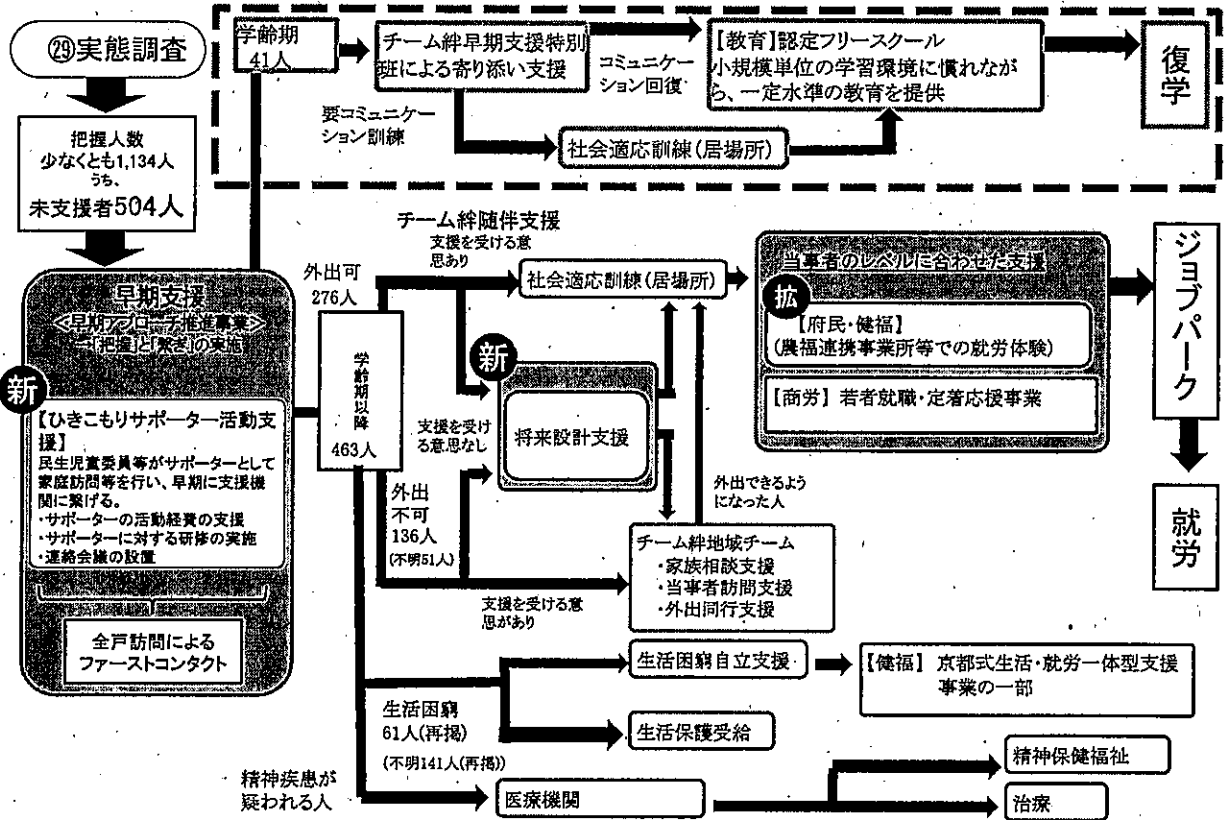 ㉙実態調査
把握人数
少なくとも1,134人
うち、
未支援者504人
早期支援
<早期アプローチ推進事業>
「把握」と「繋ぎ」の実施
新
【ひきこもりサポーター活動支
援】
民生児童委員等がサポーターとして
家庭訪問等を行い、早期に支援機
関に繋げる。
・サポーターの活動経費の支援
・サポーターに対する研修の実施
・連絡会議の設置
全戸訪問による
ファーストコンタクト
学齢期
41人
チーム絆早期支援特別
班による寄り添い支援
コミュニケー
ション回復
【教育】認定フリースクール
小規模単位の学習環境に慣れなが
ら、一定水準の教育を提供
復学
要コミュニケー
ション訓練
社会適応訓練(居場所)
チーム絆随伴支援
支援を受ける意
思あり
外出可
276人
学齢期以降
463人
社会適応訓練(居場所)
新
将来設計支援
支援を受け
る意思なし
外出
不可
136人
(不明51人)
当事者のレベルに合わせた支援
拡
【府民・健福】
(農福連携事業所等での就労体験)
【商労】若者就職・定着応援事業
ジョブパーク
就労
外出できるよう
になった人
チーム絆地域チーム
・家族相談支援
・当事者訪問支援
・外出同行支援
支援を受ける意
思があり
生活困窮
61人(再掲)
(不明141人(再掲))
生活困窮自立支援
【健福】京都式生活・就労一体型支援
事業の一部
生活保護受給
精神疾患が
疑われる人
医療機関
精神保健福祉
治療